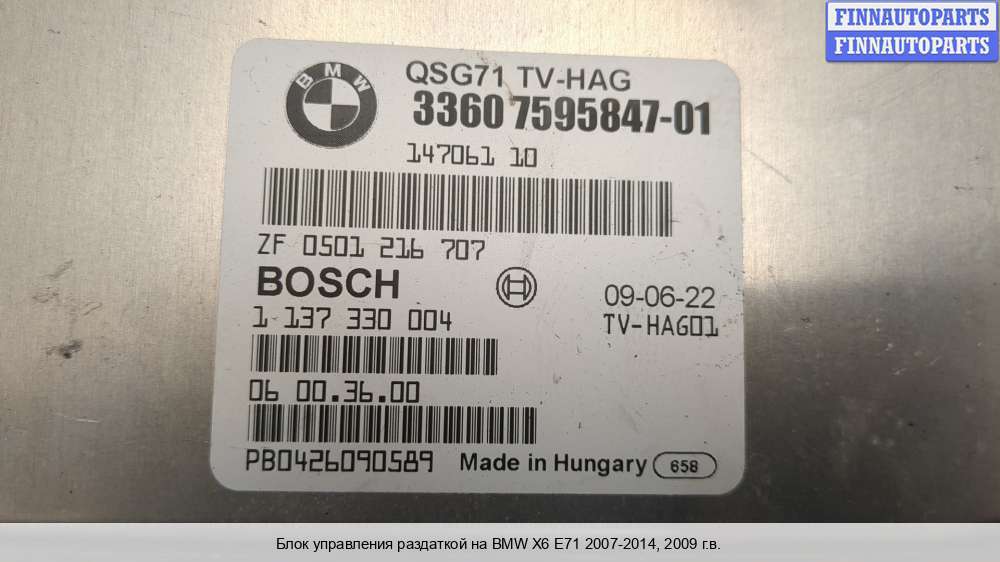 FINNAUTOPARTS
FINNAUTOPARTS
BMW
QSG71 TV-HAG
3360 7595847-01
147061 10
ZF 0501 216 707
BOSCH
09-06-22
1 137 330 004
TV-HAG01
06 00.36.00
PB0426090589
Made in Hungary 658
Блок управления раздаткой на BMW X6 E71 2007-2014, 2009 г.в.